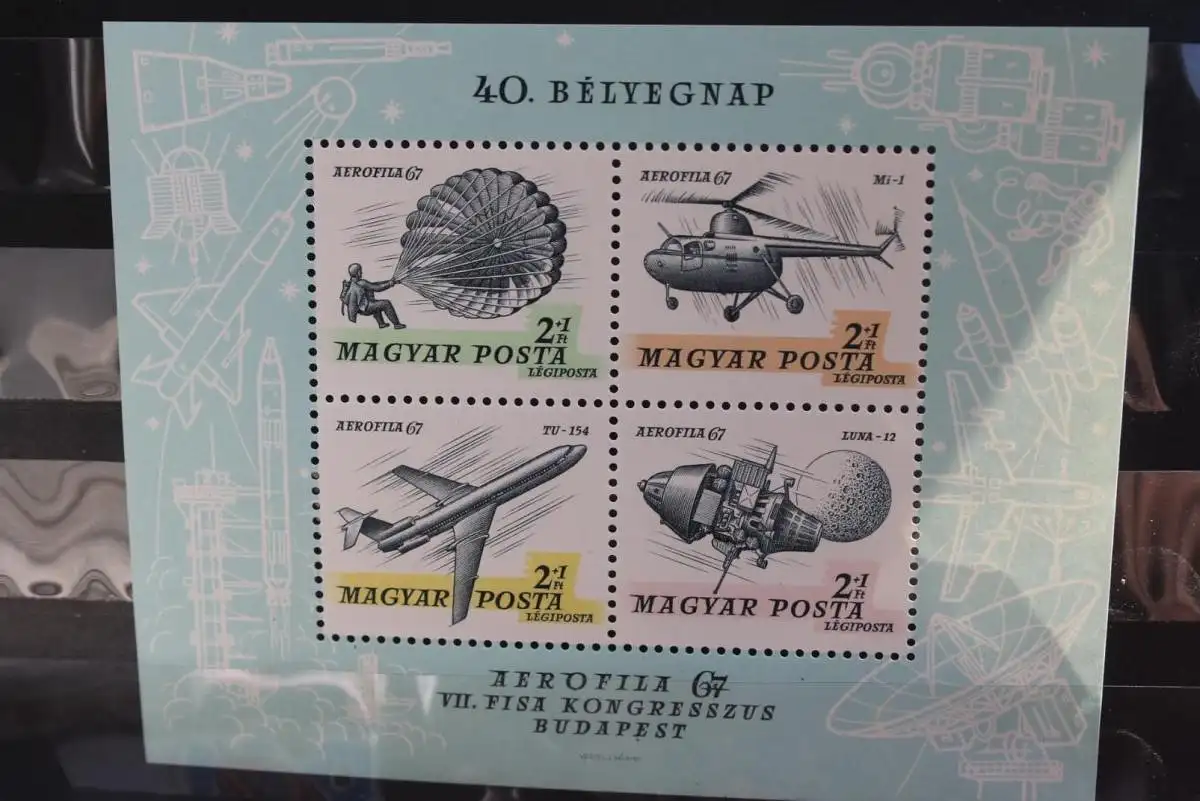 40. BÉLYEGNAP
AEROFILA 67
2+1 Ft
MAGYAR POSTA
LÉGIPOSTA
AEROFILA 67 Mi-1
2+1 Ft
MAGYAR POSTA
LÉGIPOSTA
AEROFILA 67 TU-154
2+1 Ft
MAGYAR POSTA
LÉGIPOSTA
AEROFILA 67 LUNA-12
2+1 Ft
MAGYAR POSTA
LÉGIPOSTA
AEROFILA 67
VII. FISA KONGRESSZUS
BUDAPEST